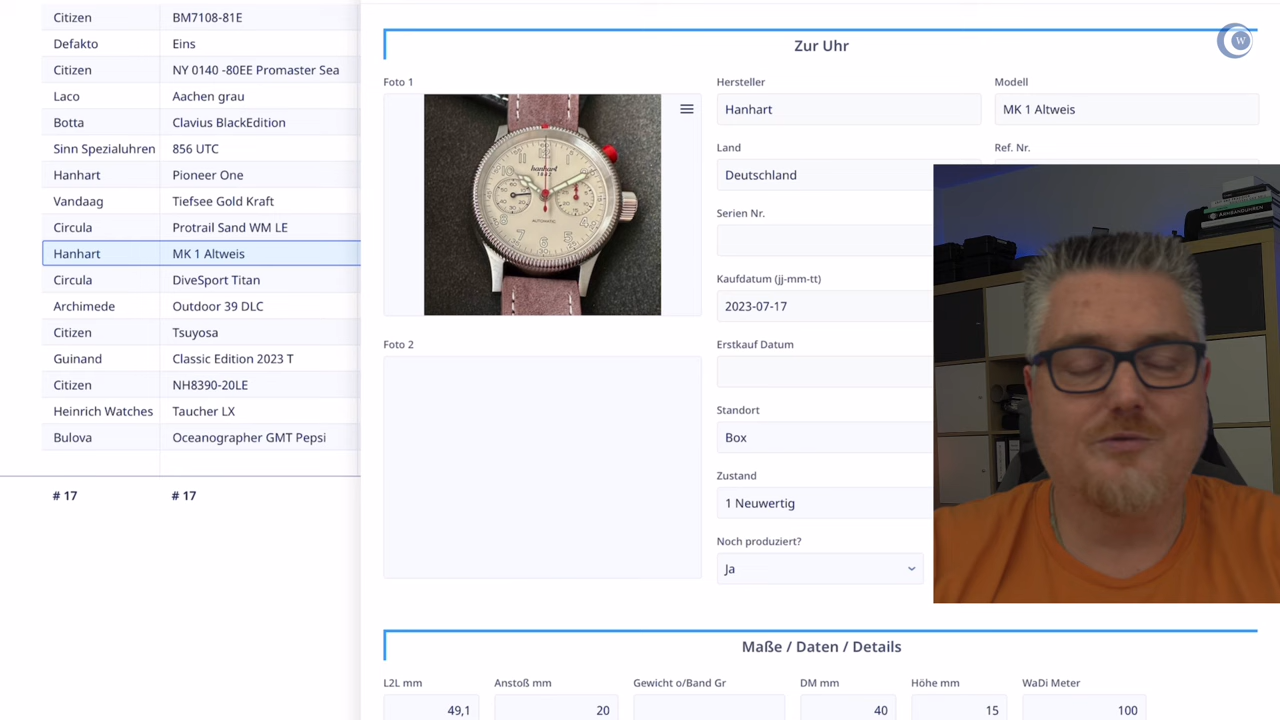 Citizen BM7108-81E
Defakto Eins
Citizen NY 0140 -80EE Promaster Sea
Laco Aachen grau
Botta Clavius BlackEdition
Sinn Spezialuhren 856 UTC
Hanhart Pioneer One
Vandaag Tiefsee Gold Kraft
Circula Protrail Sand WM LE
Hanhart MK 1 Altweis
Circula DiveSport Titan
Archimede Outdoor 39 DLC
Citizen Tsuyosa
Guinand Classic Edition 2023 T
Citizen NH8390-20LE
Heinrich Watches Taucher LX
Bulova Oceanographer GMT Pepsi
# 17 # 17
Zur Uhr
W
Foto 1
hanhart
1882
AUTOMATIC
Foto 2
Hersteller
Hanhart
Modell
MK 1 Altweis
Land
Deutschland
Ref. Nr.
Serien Nr.
Kaufdatum (jj-mm-tt)
2023-07-17
Erstkauf Datum
Standort
Box
Zustand
1 Neuwertig
Noch produziert?
Ja
ARMBANDUHREN
Maße / Daten / Details
L2L mm Anstoß mm Gewicht o/Band Gr DM mm Höhe mm WaDi Meter
49,1 20 40 15 100